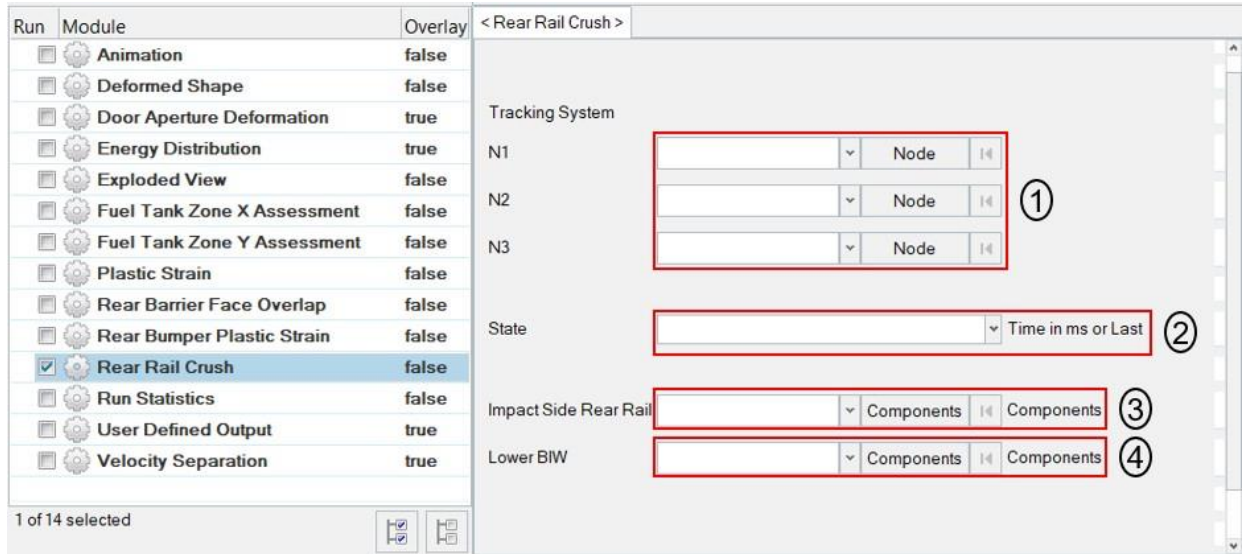 Run Module Overlay
Animation false
Deformed Shape false
Door Aperture Deformation true
Energy Distribution true
Exploded View false
Fuel Tank Zone X Assessment false
Fuel Tank Zone Y Assessment false
Plastic Strain false
Rear Barrier Face Overlap false
Rear Bumper Plastic Strain false
Rear Rail Crush false
Run Statistics false
User Defined Output true
Velocity Separation true
1 of 14 selected
< Rear Rail Crush >
Tracking System
N1 Node
N2 Node
N3 Node
1
State Time in ms or Last 2
Impact Side Rear Rail Components Components 3
Lower BIW Components Components 4